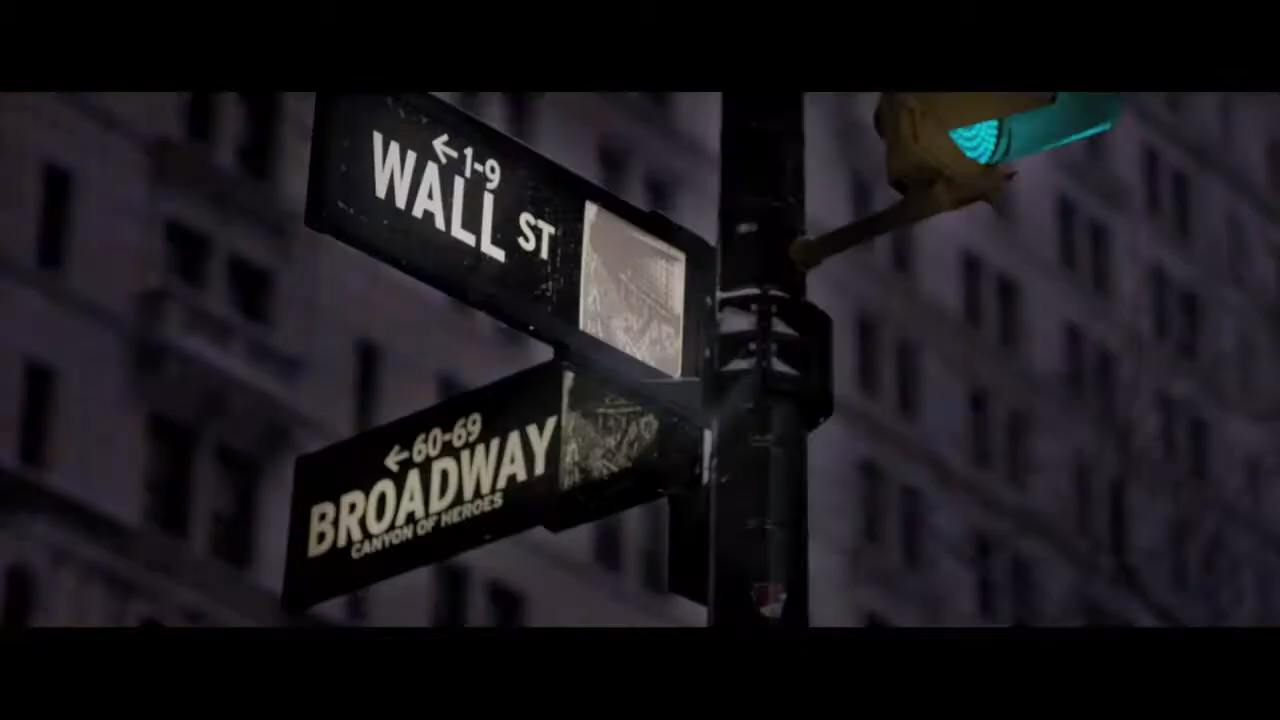 ←1-9
WALL ST
←60-69
BROADWAY
CANYON OF HEROES